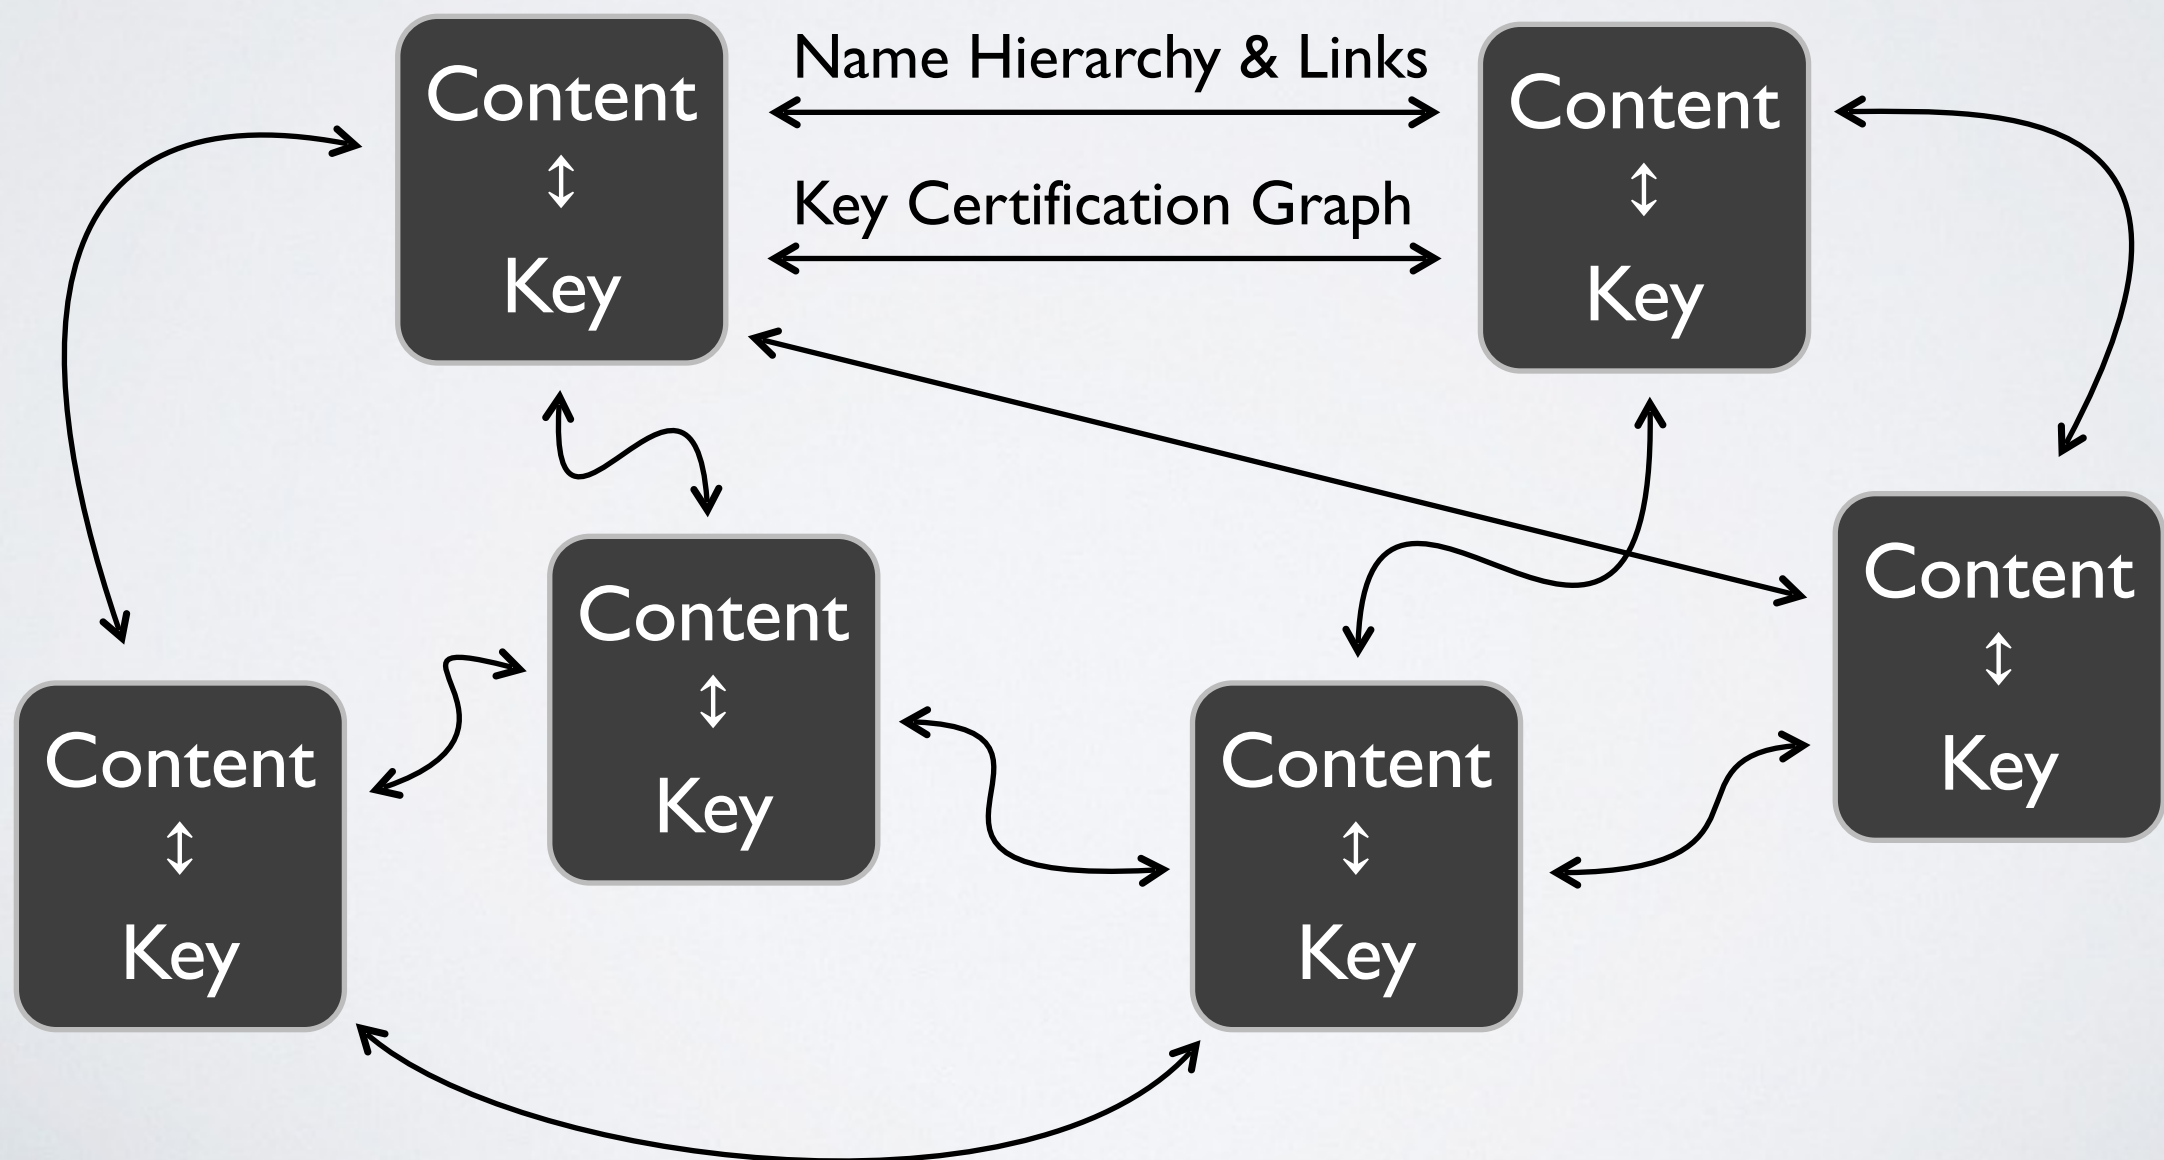 Content
↕
Key
Name Hierarchy & Links
Key Certification Graph
Content
↕
Key
Content
↕
Key
Content
↕
Key
Content
↕
Key
Content
↕
Key